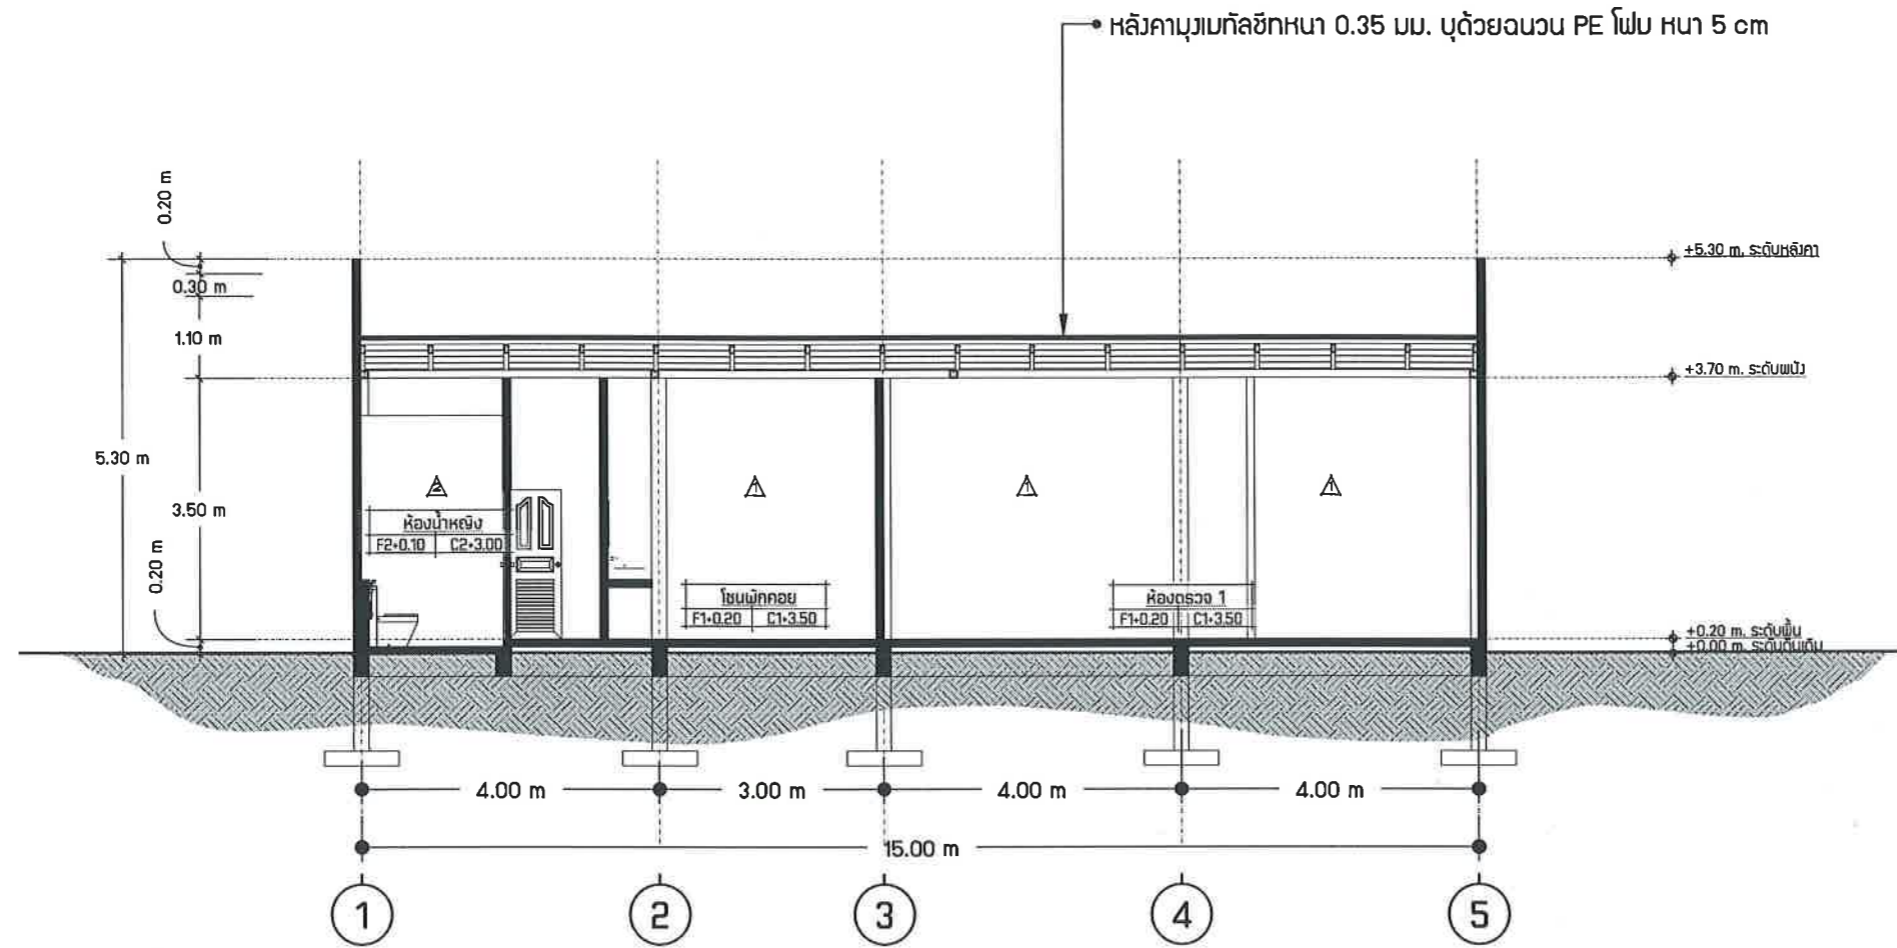 หลังคามุงเมทัลชีทหนา 0.35 มม. บุด้วยฉนวน PE โฟม หนา 5 cm
0.20 m
+5.30 m. ระดับหลังคา
0.30 m
1.10 m
+3.70 m. ระดับผนัง
5.30 m
3.50 m
2
1
1
1
ห้องน้ำหญิง
F2+0.10 C2+3.00
0.20 m
โซนพักคอย
F1+0.20 C1+3.50
ห้องตรวจ 1
F1+0.20 C1+3.50
+0.20 m. ระดับพื้น
+0.00 m. ระดับดินเดิม
4.00 m
3.00 m
4.00 m
4.00 m
15.00 m
1
2
3
4
5